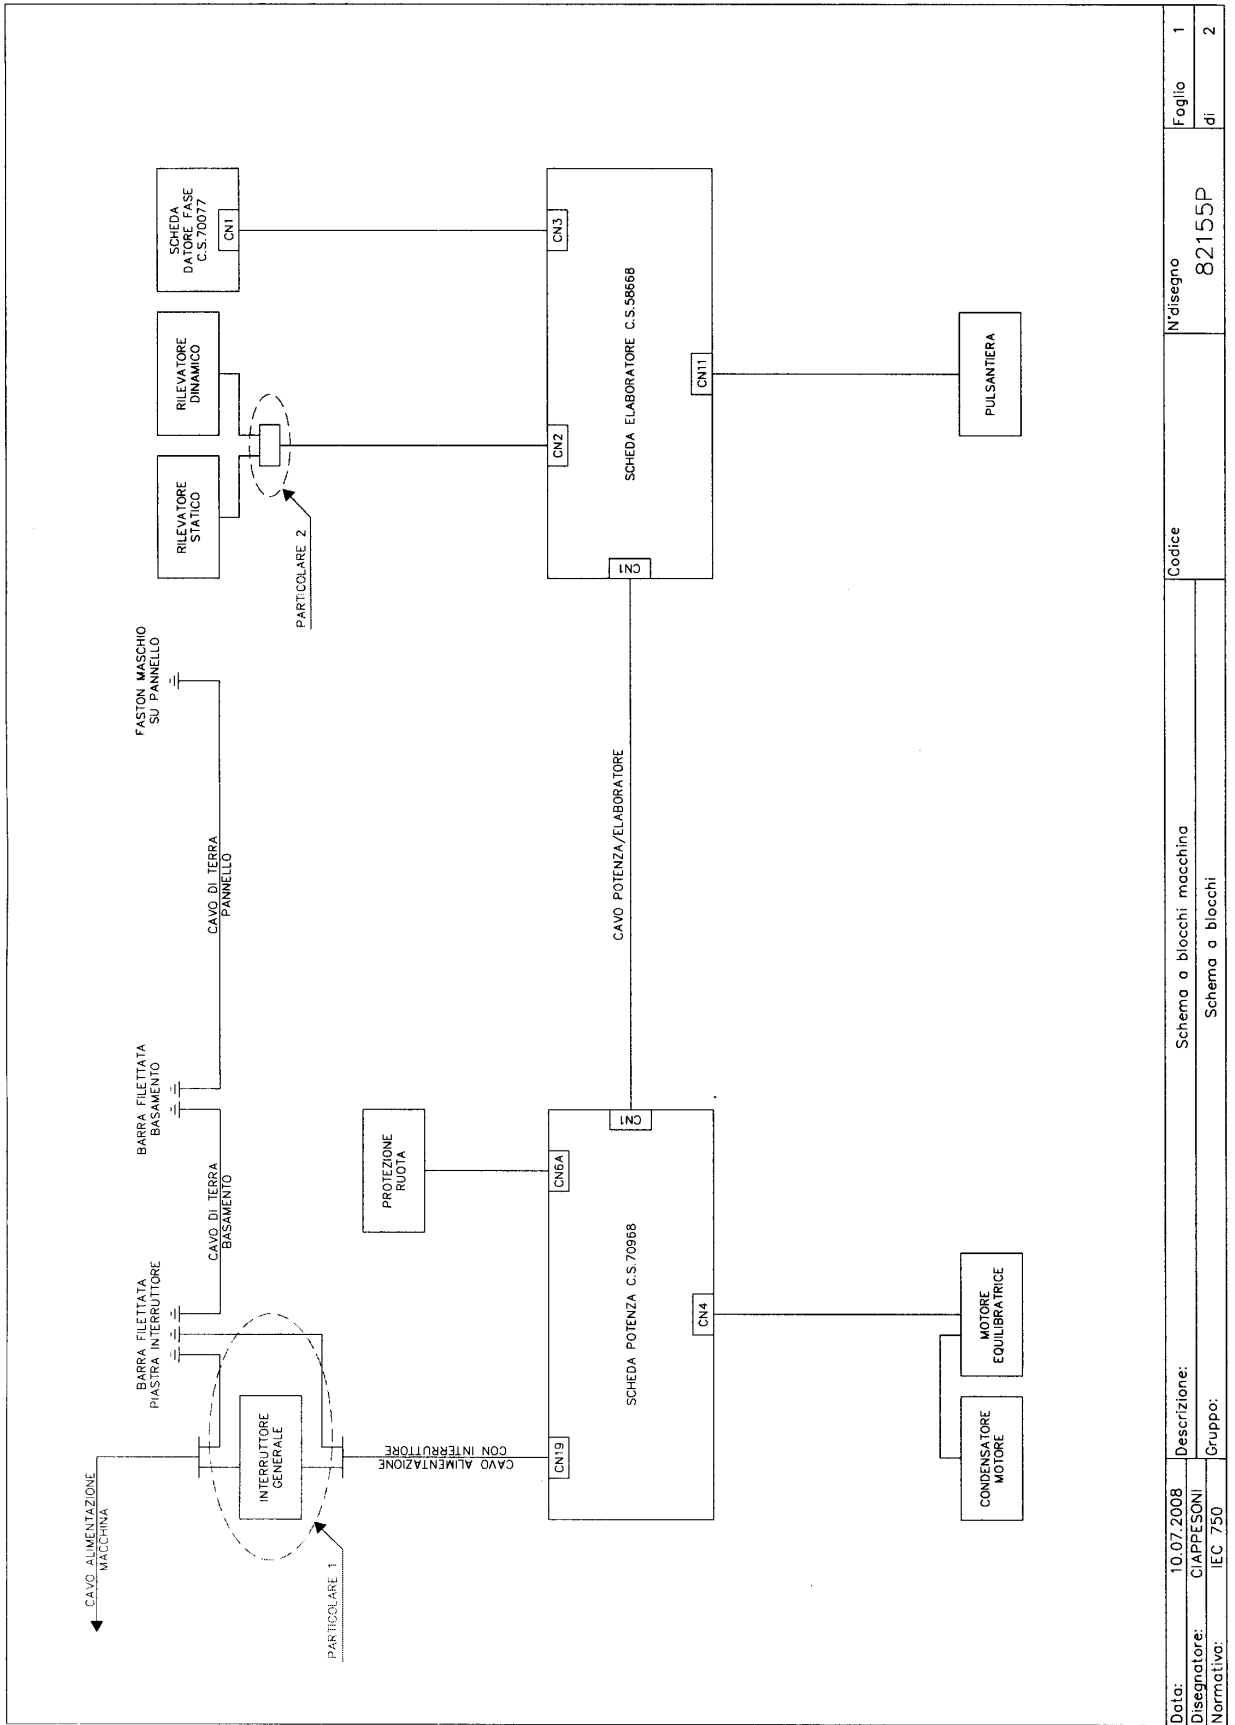 CAVO ALIMENTAZIONE
MACCHINA
BARRA FILETTATA
PIASTRA INTERRUTTORE
BARRA FILETTATA
BASAMENTO
FASTON MASCHIO
SU PANNELLO
CAVO DI TERRA
BASAMENTO
CAVO DI TERRA
PANNELLO
INTERRUTTORE
GENERALE
PARTICOLARE 1
CAVO ALIMENTAZIONE
CON INTERRUTTORE
PROTEZIONE
RUOTA
RILEVATORE
STATICO
RILEVATORE
DINAMICO
SCHEDA
DATORE FASE
C.S.70077
CN1
PARTICOLARE 2
CN19
CN6A
CN1
SCHEDA POTENZA C.S.70968
CN4
CAVO POTENZA/ELABORATORE
CN1
CN2
CN3
SCHEDA ELABORATORE C.S.58668
CN11
CONDENSATORE
MOTORE
MOTORE
EQUILIBRATRICE
PULSANTIERA
Data: 10.07.2008
Disegnatore: CIAPPESONI
Normativa: IEC 750
Descrizione: Schema a blocchi macchina
Gruppo: Schema a blocchi
Codice
N°disegno
82155P
Foglio 1
di 2